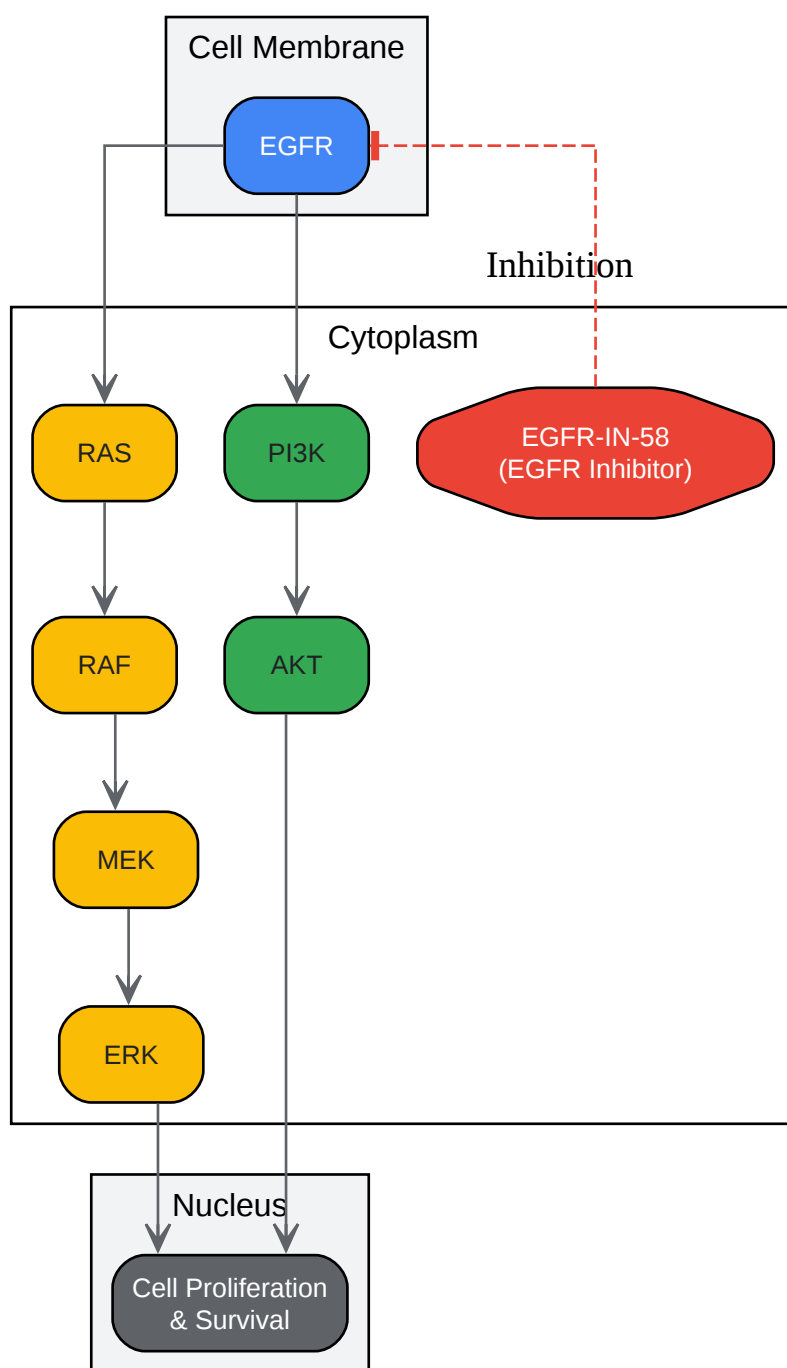 Cell Membrane
EGFR
Inhibition
Cytoplasm
RAS
PI3K
EGFR-IN-58
(EGFR Inhibitor)
RAF
AKT
MEK
ERK
Nucleus
Cell Proliferation
& Survival